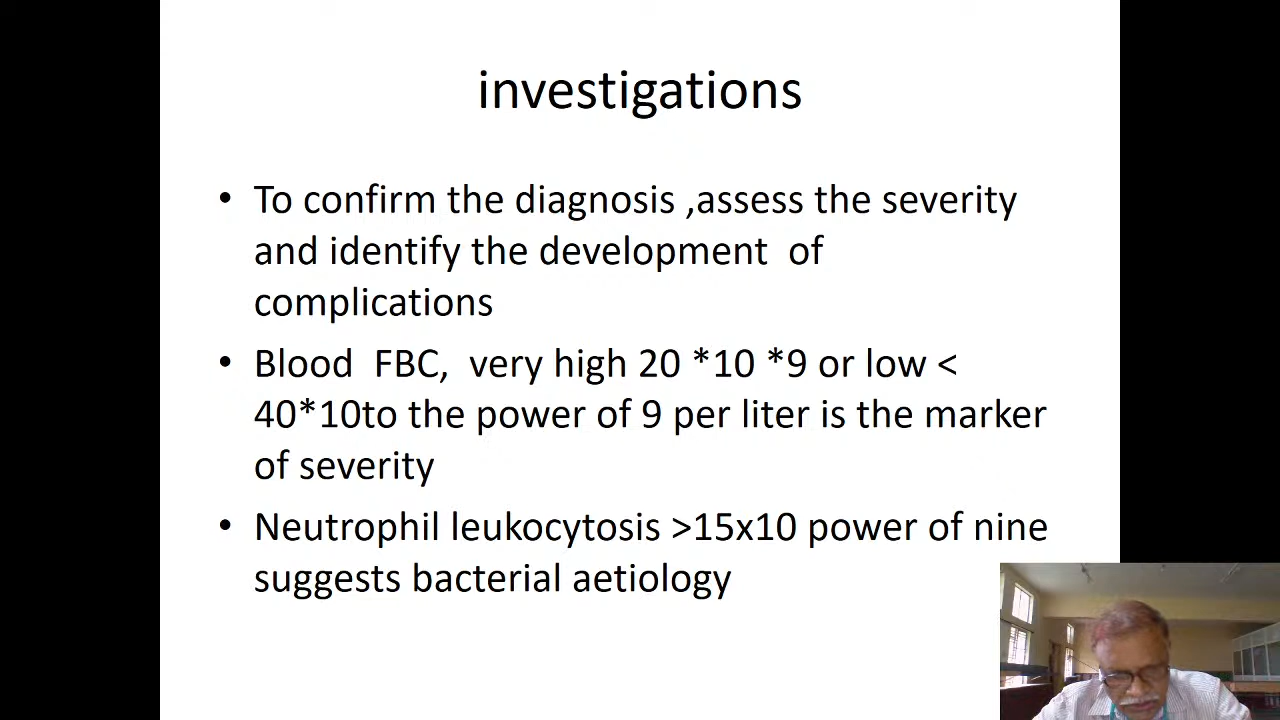 investigations
• To confirm the diagnosis ,assess the severity
and identify the development  of
complications
• Blood  FBC,  very high 20 *10 *9 or low <
40*10to the power of 9 per liter is the marker
of severity
• Neutrophil leukocytosis >15x10 power of nine
suggests bacterial aetiology